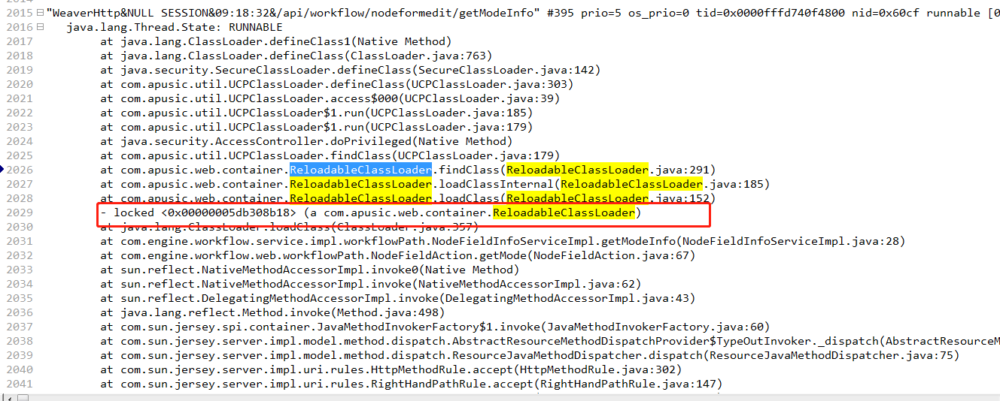 2014
2015 "WeaverHttp&NULL SESSION&09:18:32&/api/workflow/nodeformedit/getModeInfo" #395 prio=5 os_prio=0 tid=0x0000fffd740f4800 nid=0x60cf runnable [0
2016 java.lang.Thread.State: RUNNABLE
2017 at java.lang.ClassLoader.defineClass1(Native Method)
2018 at java.lang.ClassLoader.defineClass(ClassLoader.java:763)
2019 at java.security.SecureClassLoader.defineClass(SecureClassLoader.java:142)
2020 at com.apusic.util.UCPClassLoader.defineClass(UCPClassLoader.java:303)
2021 at com.apusic.util.UCPClassLoader.access$000(UCPClassLoader.java:39)
2022 at com.apusic.util.UCPClassLoader$1.run(UCPClassLoader.java:185)
2023 at com.apusic.util.UCPClassLoader$1.run(UCPClassLoader.java:179)
2024 at java.security.AccessController.doPrivileged(Native Method)
2025 at com.apusic.util.UCPClassLoader.findClass(UCPClassLoader.java:179)
2026 at com.apusic.web.container.ReloadableClassLoader.findClass(ReloadableClassLoader.java:291)
2027 at com.apusic.web.container.ReloadableClassLoader.loadClassInternal(ReloadableClassLoader.java:185)
2028 at com.apusic.web.container.ReloadableClassLoader.loadClass(ReloadableClassLoader.java:152)
2029 - locked <0x00000005db308b18> (a com.apusic.web.container.ReloadableClassLoader)
2030 at java.lang.ClassLoader.loadClass(ClassLoader.java:357)
2031 at com.engine.workflow.service.impl.workflowPath.NodeFieldInfoServiceImpl.getModeInfo(NodeFieldInfoServiceImpl.java:28)
2032 at com.engine.workflow.web.workflowPath.NodeFieldAction.getMode(NodeFieldAction.java:67)
2033 at sun.reflect.NativeMethodAccessorImpl.invoke0(Native Method)
2034 at sun.reflect.NativeMethodAccessorImpl.invoke(NativeMethodAccessorImpl.java:62)
2035 at sun.reflect.DelegatingMethodAccessorImpl.invoke(DelegatingMethodAccessorImpl.java:43)
2036 at java.lang.reflect.Method.invoke(Method.java:498)
2037 at com.sun.jersey.spi.container.JavaMethodInvokerFactory$1.invoke(JavaMethodInvokerFactory.java:60)
2038 at com.sun.jersey.server.impl.model.method.dispatch.AbstractResourceMethodDispatchProvider$TypeOutInvoker._dispatch(AbstractResourceM
2039 at com.sun.jersey.server.impl.model.method.dispatch.ResourceJavaMethodDispatcher.dispatch(ResourceJavaMethodDispatcher.java:75)
2040 at com.sun.jersey.server.impl.uri.rules.HttpMethodRule.accept(HttpMethodRule.java:302)
2041 at com.sun.jersey.server.impl.uri.rules.RightHandPathRule.accept(RightHandPathRule.java:147)